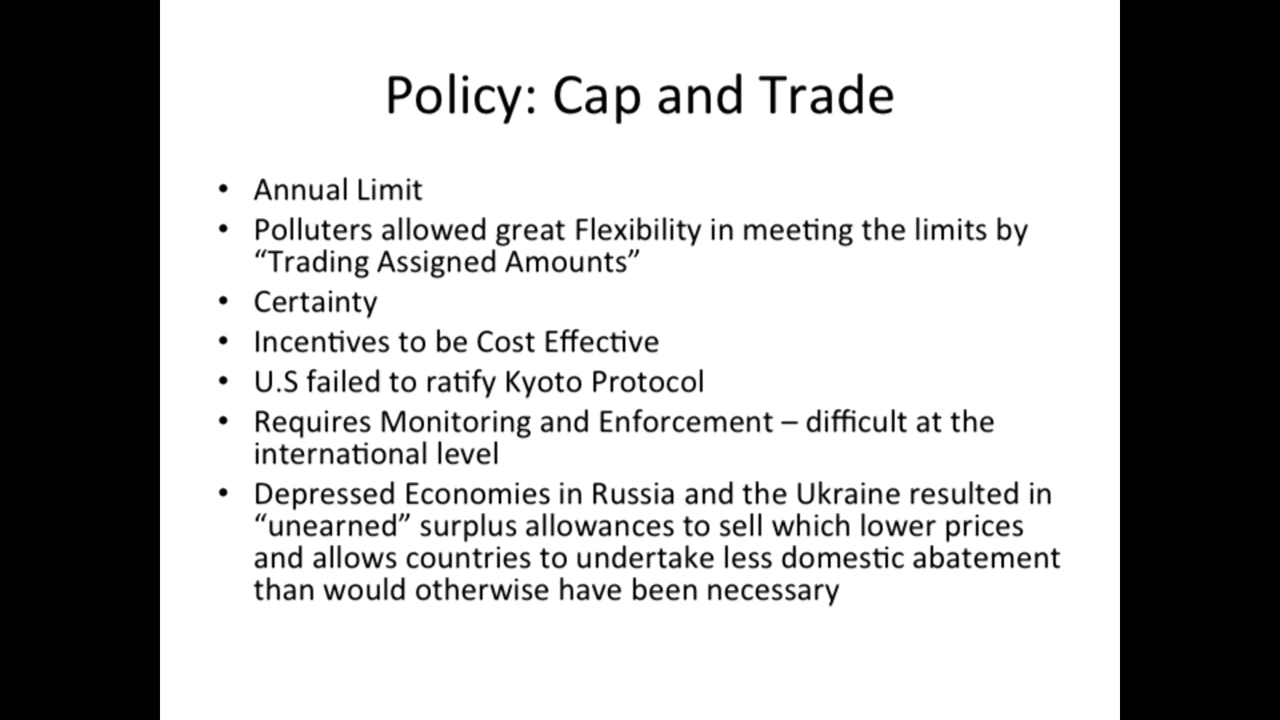 Policy: Cap and Trade
• Annual Limit
• Polluters allowed great Flexibility in meeting the limits by
“Trading Assigned Amounts”
• Certainty
• Incentives to be Cost Effective
• U.S failed to ratify Kyoto Protocol
• Requires Monitoring and Enforcement – difficult at the
international level
• Depressed Economies in Russia and the Ukraine resulted in
“unearned” surplus allowances to sell which lower prices
and allows countries to undertake less domestic abatement
than would otherwise have been necessary